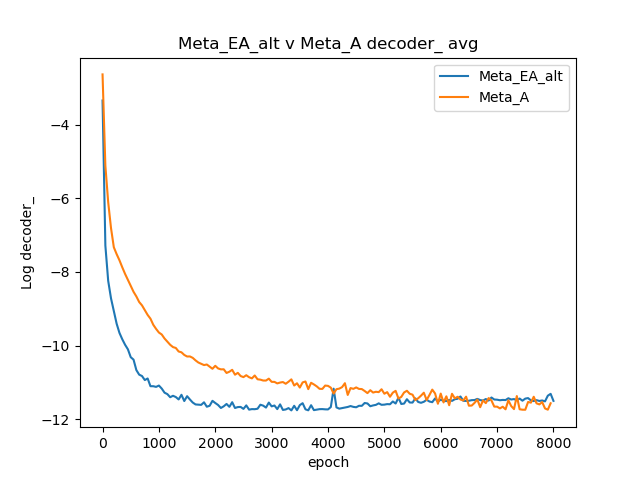 Meta_EA_alt v Meta_A decoder_ avg
Meta_EA_alt
Meta_A
Log decoder_
−4
−6
−8
−10
−12
0 1000 2000 3000 4000 5000 6000 7000 8000
epoch